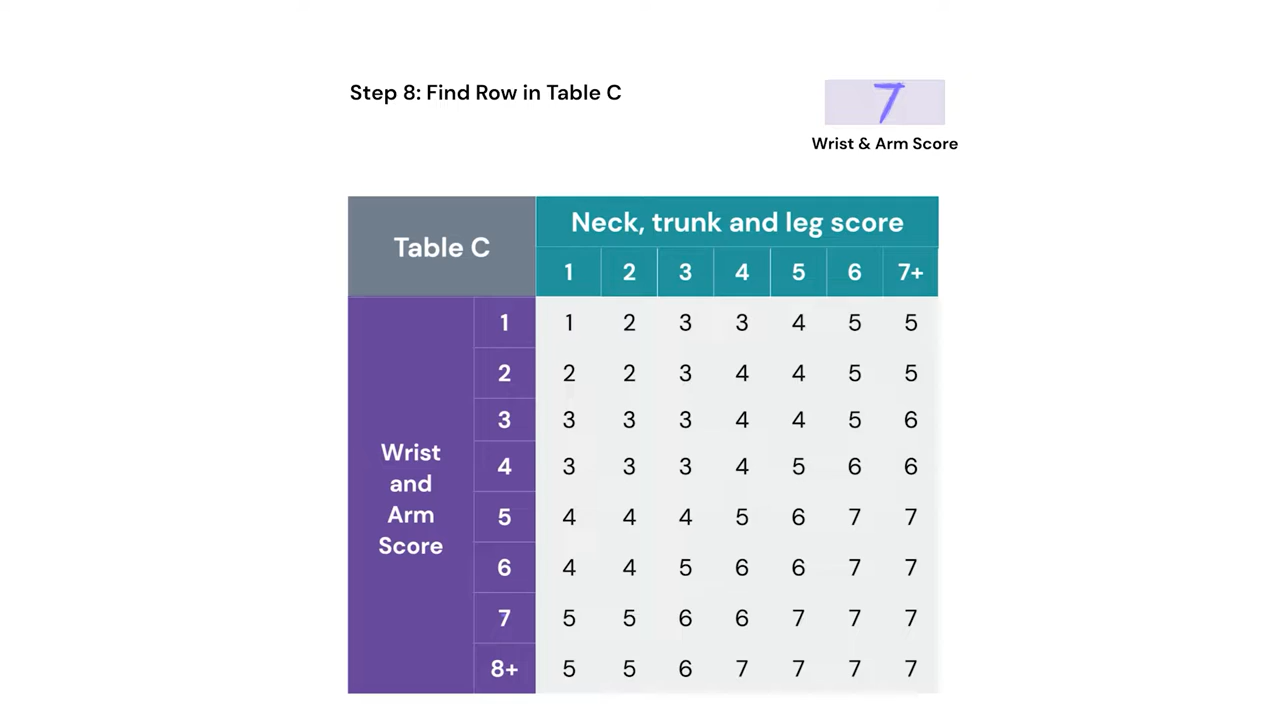 Step 8: Find Row in Table C
7
Wrist & Arm Score
Table C
Neck, trunk and leg score
1 2 3 4 5 6 7+
Wrist
and
Arm
Score
1 1 2 3 3 4 5 5
2 2 2 3 4 4 5 5
3 3 3 3 4 4 5 6
4 3 3 3 4 5 6 6
5 4 4 4 5 6 7 7
6 4 4 5 6 6 7 7
7 5 5 6 6 7 7 7
8+ 5 5 6 7 7 7 7